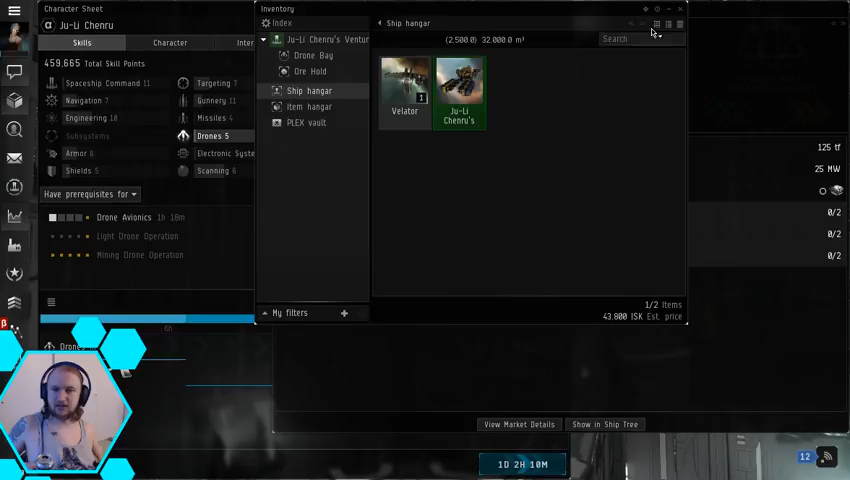 Character Sheet
α Ju-Li Chenru
Skills
Character
Inter
459,665 Total Skill Points
Spaceship Command 11
Targeting 7
Navigation 7
Gunnery 11
Engineering 10
Missiles 4
Subsystems
Drones 5
Armor 6
Electronic Syste
Shields 5
Scanning 6
Have prerequisites for
Drone Avionics 1h 18m
Light Drone Operation
Mining Drone Operation
6h
Inventory
Index
Ju-Li Chenru's Ventur
Drone Bay
Ore Hold
Ship hangar
Item hangar
PLEX vault
My filters
+
Ship hangar
(2,500.0) 32,000.0 m³
Search
1
Velator
Ju-Li
Chenru's
1/2 Items
43,800 ISK Est. price
125 tf
25 MW
0/2
0/2
0/2
View Market Details
Show in Ship Tree
1D 2H 10M
12
β